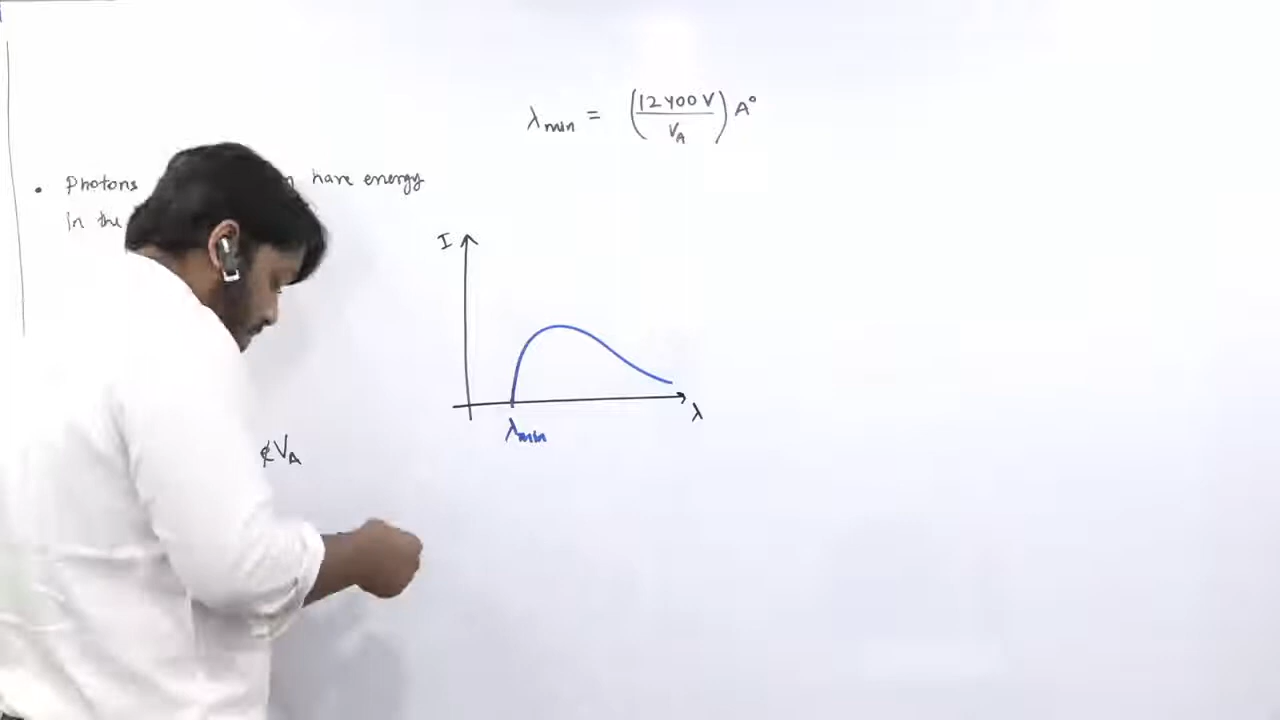 λmin = (12400 V / VA) A°
• Photons have energy
in the
I
λ
λmin
eVA